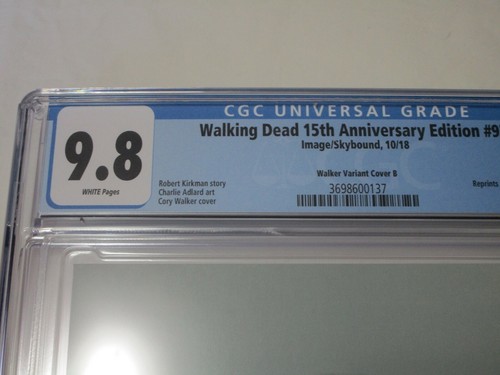 CGC UNIVERSAL GRADE
9.8
WHITE Pages
Walking Dead 15th Anniversary Edition #9
Image/Skybound, 10/18
Walker Variant Cover B
3698600137
Robert Kirkman story
Charlie Adlard art
Cory Walker cover
Reprints